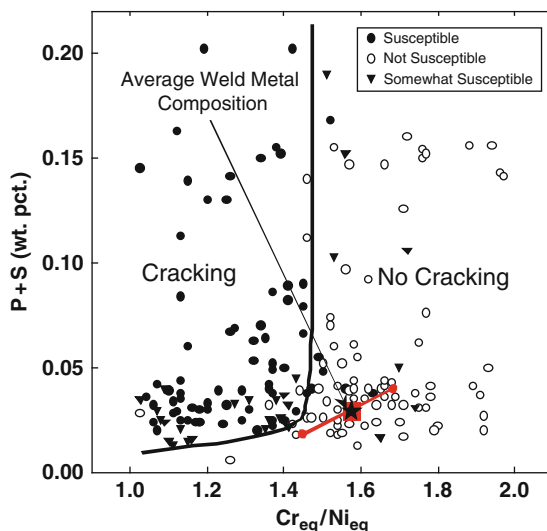 0.20
0.15
0.10
0.05
0.00
P+S (wt. pct.)
Susceptible
Not Susceptible
Somewhat Susceptible
Average Weld Metal
Composition
Cracking
No Cracking
1.0 1.2 1.4 1.6 1.8 2.0
Creq/Nieq